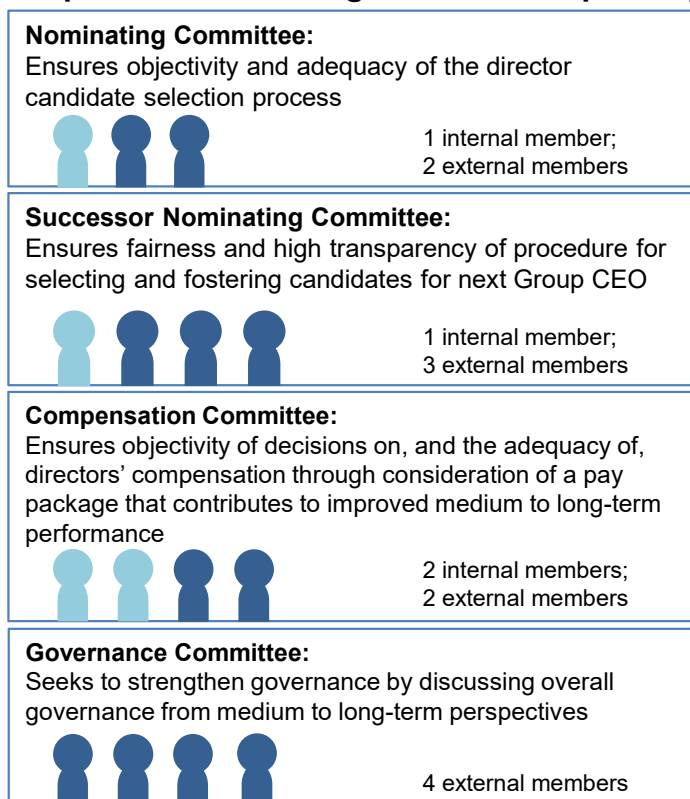 Nominating Committee:
Ensures objectivity and adequacy of the director
candidate selection process
1 internal member;
2 external members
Successor Nominating Committee:
Ensures fairness and high transparency of procedure for
selecting and fostering candidates for next Group CEO
1 internal member;
3 external members
Compensation Committee:
Ensures objectivity of decisions on, and the adequacy of,
directors’ compensation through consideration of a pay
package that contributes to improved medium to long-term
performance
2 internal members;
2 external members
Governance Committee:
Seeks to strengthen governance by discussing overall
governance from medium to long-term perspectives
4 external members